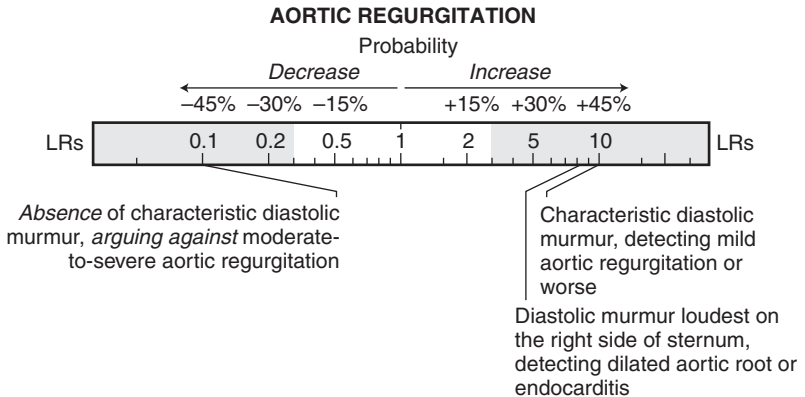 AORTIC REGURGITATION
Probability
Decrease Increase
–45% –30% –15% +15% +30% +45%
LRs 0.1 0.2 0.5 1 2 5 10 LRs
Absence of characteristic diastolic
murmur, arguing against moderate-
to-severe aortic regurgitation
Characteristic diastolic
murmur, detecting mild
aortic regurgitation or
worse
Diastolic murmur loudest on
the right side of sternum,
detecting dilated aortic root or
endocarditis